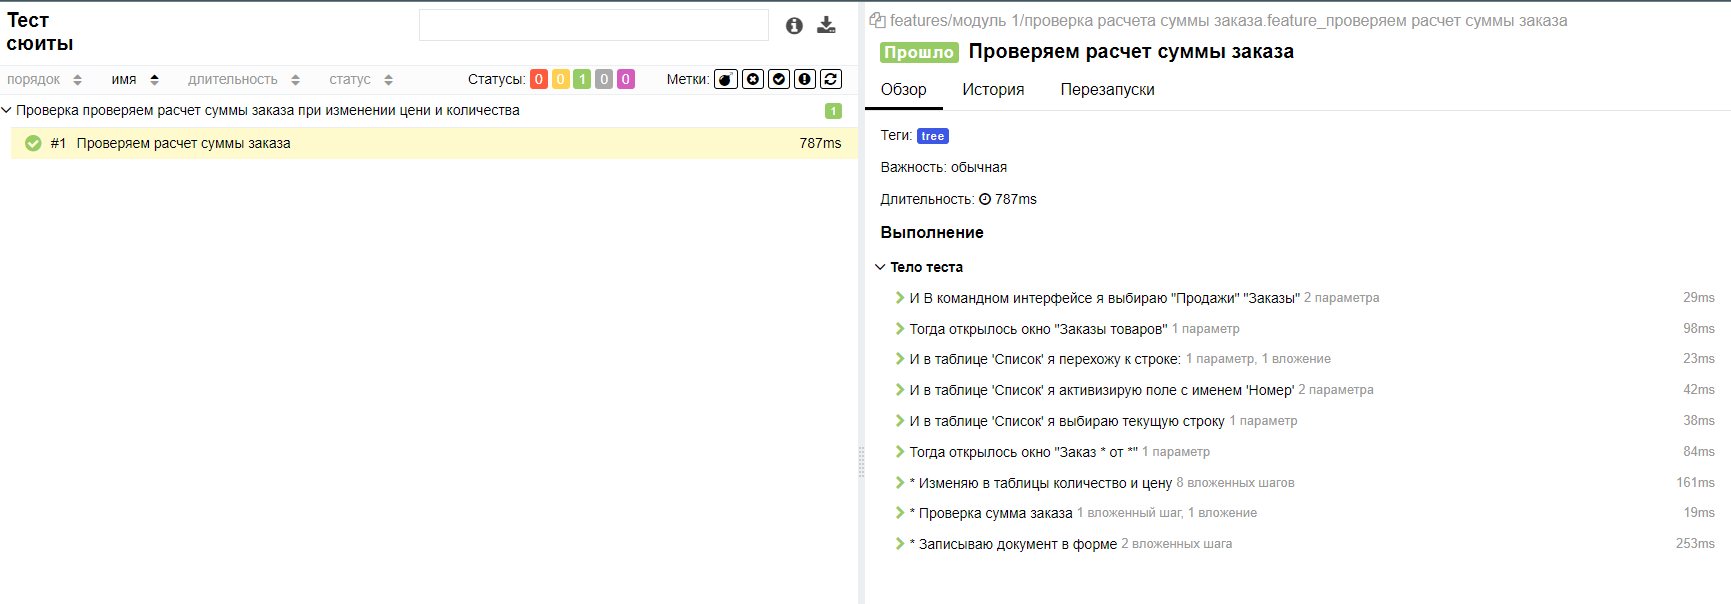 Тест
сюиты
порядок имя длительность статус Статусы: 0 0 1 0 0 Метки:
Проверка проверяем расчет суммы заказа при изменении цени и количества 1
#1 Проверяем расчет суммы заказа 787ms
features/модуль 1/проверка расчета суммы заказа.feature_проверяем расчет суммы заказа
Прошло Проверяем расчет суммы заказа
Обзор История Перезапуски
Теги: tree
Важность: обычная
Длительность: 787ms
Выполнение
Тело теста
И В командном интерфейсе я выбираю "Продажи" "Заказы" 2 параметра 29ms
Тогда открылось окно "Заказы товаров" 1 параметр 98ms
И в таблице 'Список' я перехожу к строке: 1 параметр, 1 вложение 23ms
И в таблице 'Список' я активизирую поле с именем 'Номер' 2 параметра 42ms
И в таблице 'Список' я выбираю текущую строку 1 параметр 38ms
Тогда открылось окно "Заказ * от *" 1 параметр 84ms
* Изменяю в таблицы количество и цену 8 вложенных шагов 161ms
* Проверка сумма заказа 1 вложенный шаг, 1 вложение 19ms
* Записываю документ в форме 2 вложенных шага 253ms